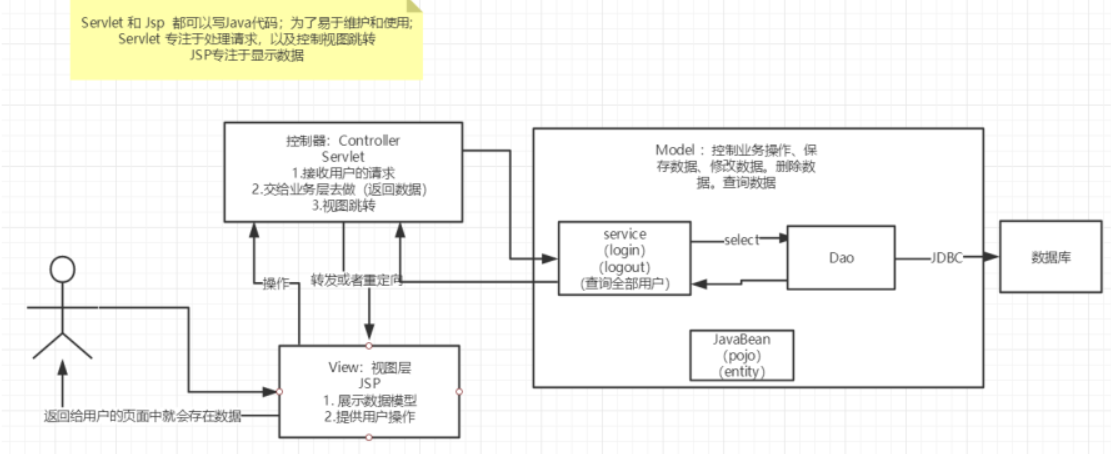 Servlet 和 Jsp 都可以写Java代码；为了易于维护和使用;
Servlet 专注于处理请求，以及控制视图跳转
JSP专注于显示数据
控制器：Controller
Servlet
1.接收用户的请求
2.交给业务层去做（返回数据）
3.视图跳转
Model ：控制业务操作、保
存数据、修改数据。删除数
据。查询数据
service
（login）
（logout）
（查询全部用户）
select
Dao
JDBC
数据库
操作
转发或者重定向
JavaBean
（pojo）
（entity）
View：视图层
JSP
1. 展示数据模型
2.提供用户操作
返回给用户的页面中就会存在数据